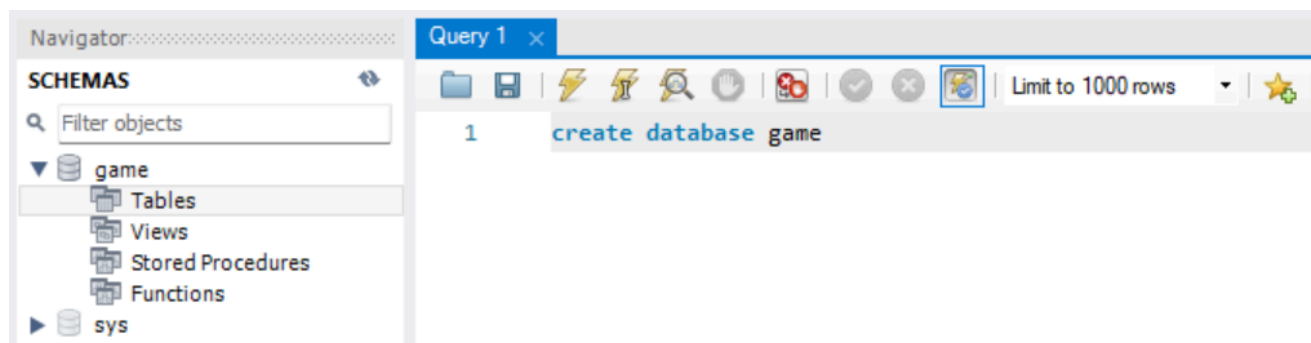 Navigator
SCHEMAS
Filter objects
game
Tables
Views
Stored Procedures
Functions
sys
Query 1
Limit to 1000 rows
1 create database game